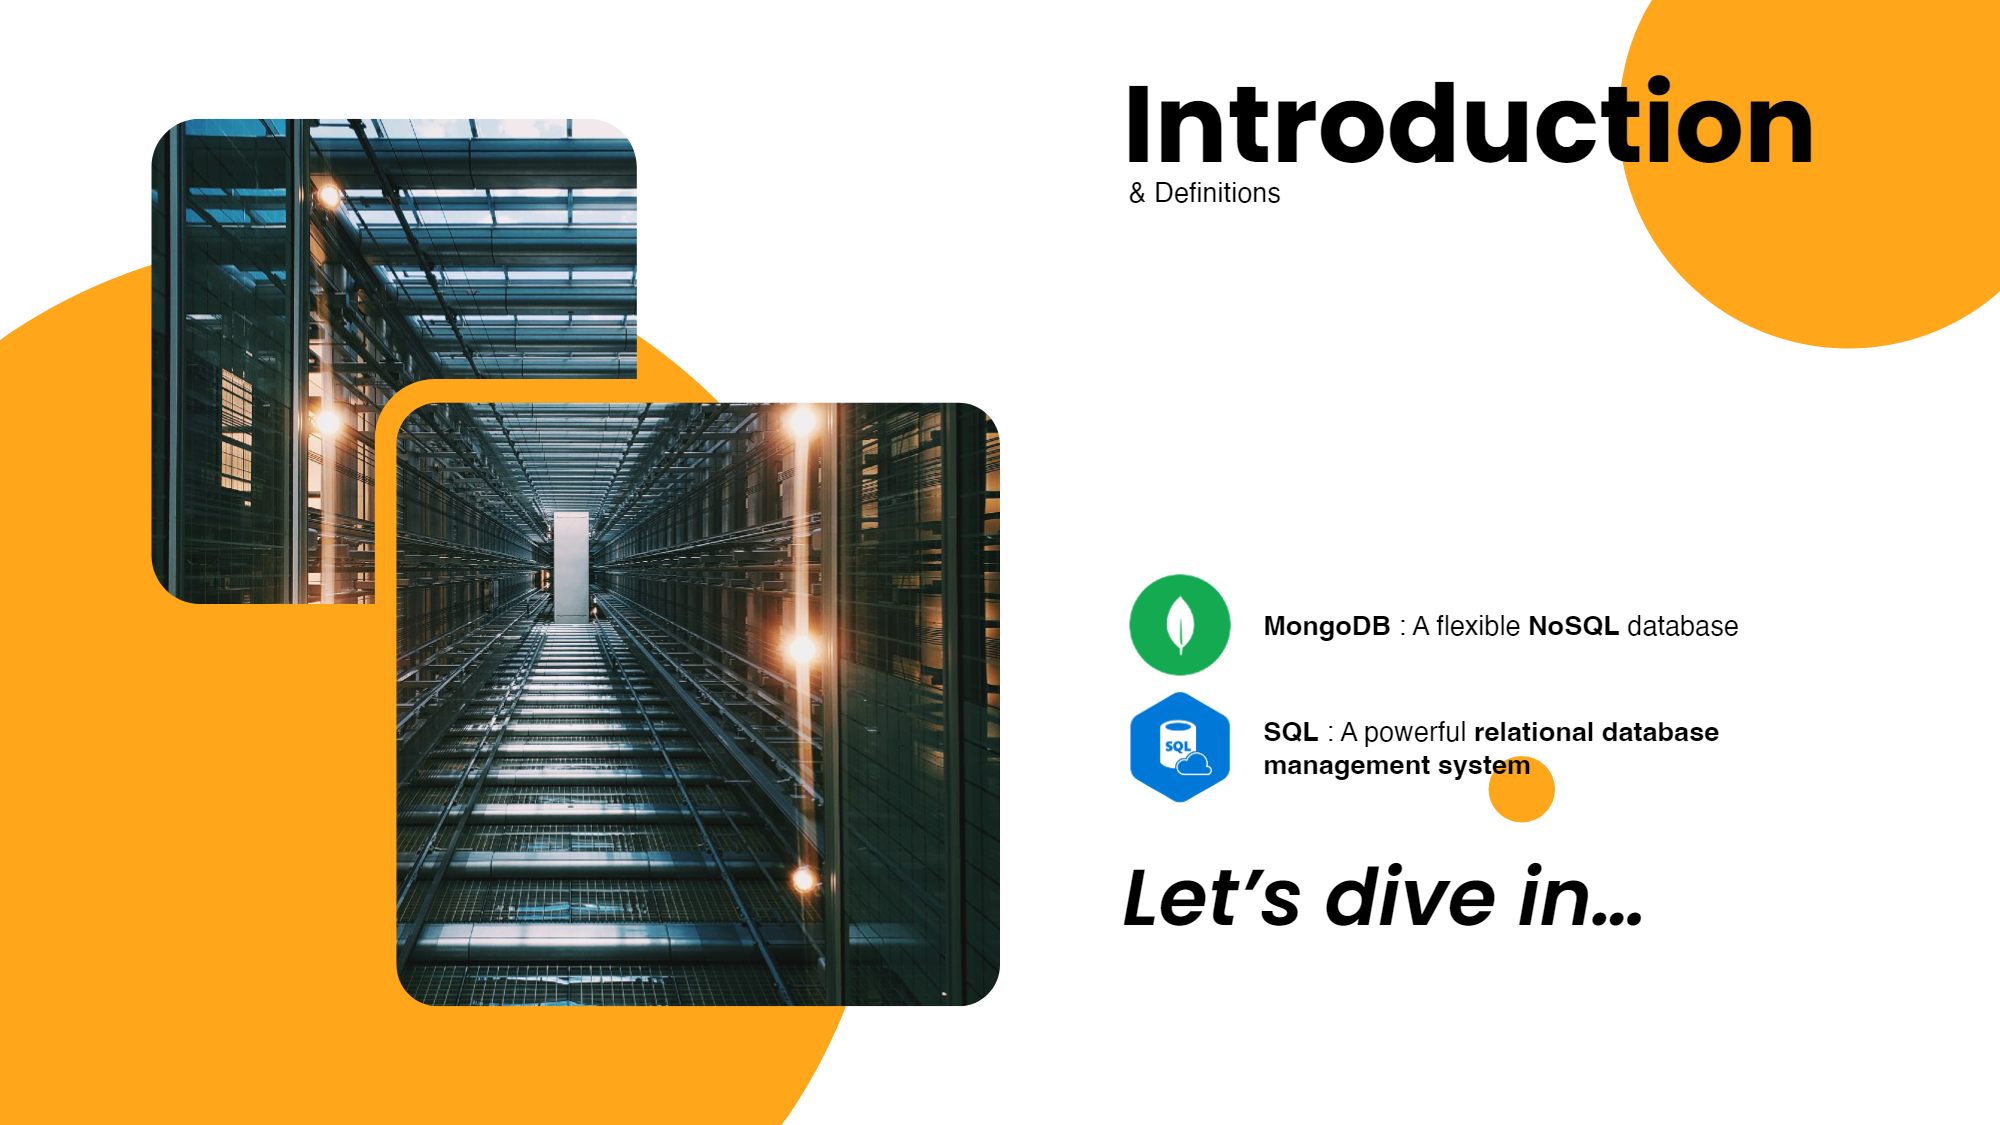 Introduction
& Definitions
MongoDB : A flexible NoSQL database
SQL
SQL : A powerful relational database
management system
Let’s dive in…